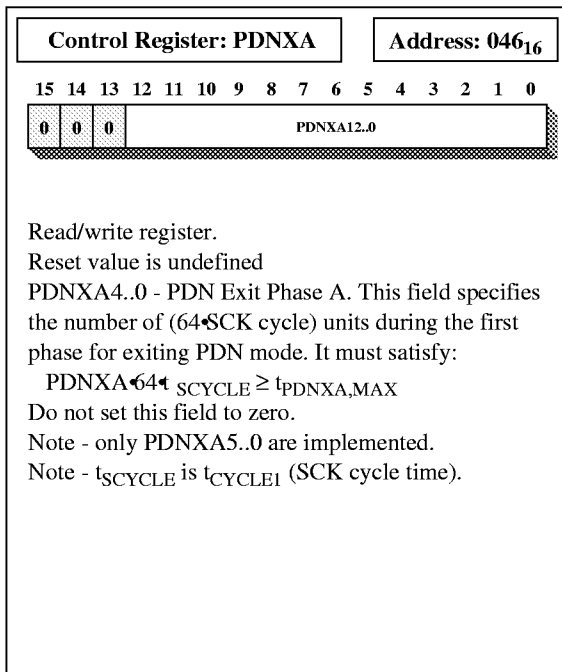 Control Register: PDNXA
Address: 046₁₆
15 14 13 12 11 10 9 8 7 6 5 4 3 2 1 0
0 0 0 PDNXA12..0
Read/write register.
Reset value is undefined
PDNXA4..0 - PDN Exit Phase A. This field specifies
the number of (64•SCK cycle) units during the first
phase for exiting PDN mode. It must satisfy:
PDNXA•64•t SCYCLE ≥ tPDNXA,MAX
Do not set this field to zero.
Note - only PDNXA5..0 are implemented.
Note - tSCYCLE is tCYCLE1 (SCK cycle time).